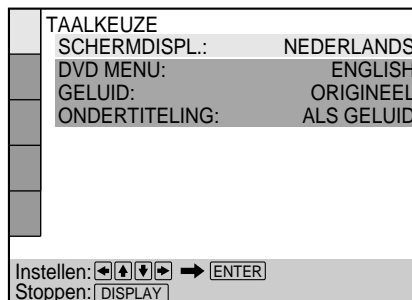 TAALKEUZE
SCHERMDISPL.: NEDERLANDS
DVD MENU: ENGLISH
GELUID: ORIGINEEL
ONDERTITELING: ALS GELUID
Instellen: ←↑↓→ ➡ ENTER
Stoppen: DISPLAY